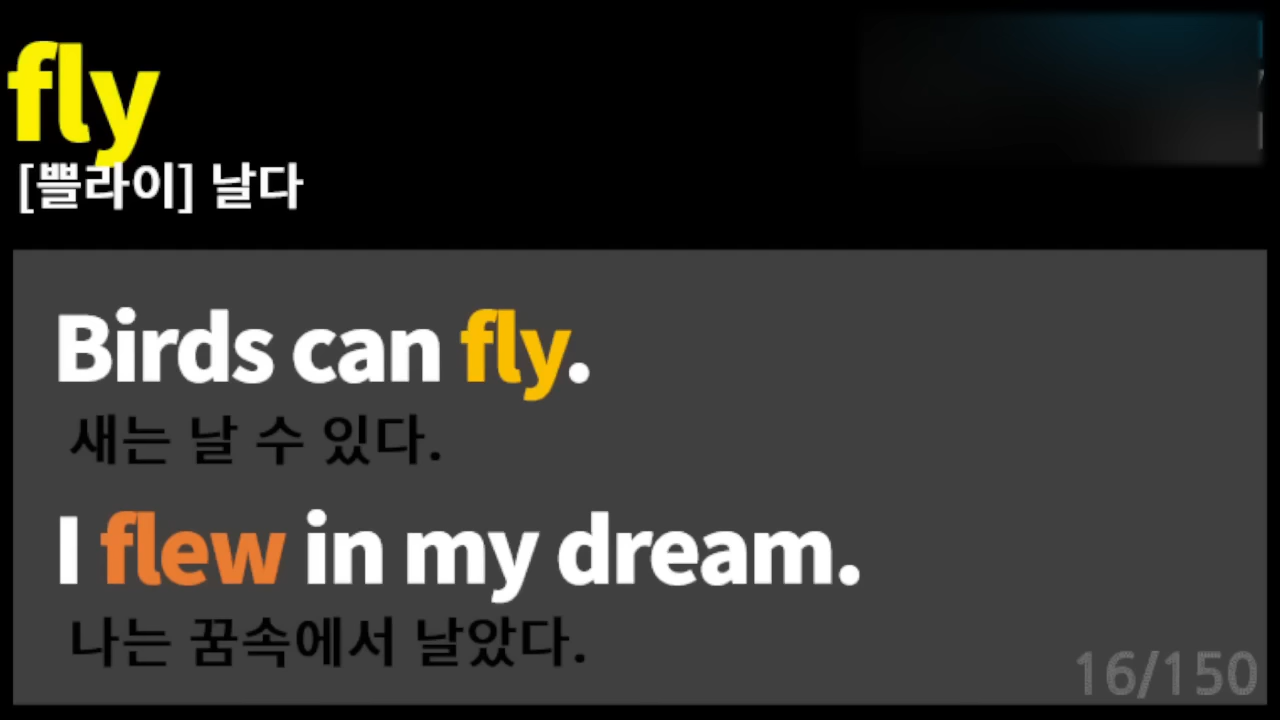 fly
[쁠라이] 날다
Birds can fly.
새는 날 수 있다.
I flew in my dream.
나는 꿈속에서 날았다.
16/150